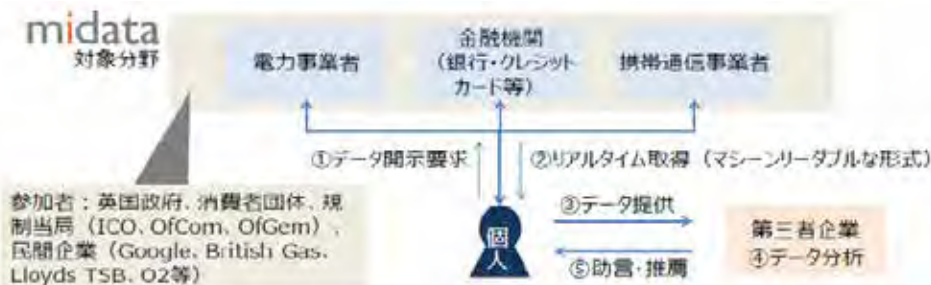 midata
対象分野
電力事業者
金融機関
（銀行・クレジット
カード等）
携帯通信事業者
①データ開示要求
②リアルタイム取得（マシーンリーダブルな形式）
参加者：英国政府、消費者団体、規
制当局（ICO、OfCom、OfGem）、
民間企業（Google、British Gas、
Lloyds TSB、O2等）
個人
③データ提供
⑤助言・推薦
第三者企業
④データ分析